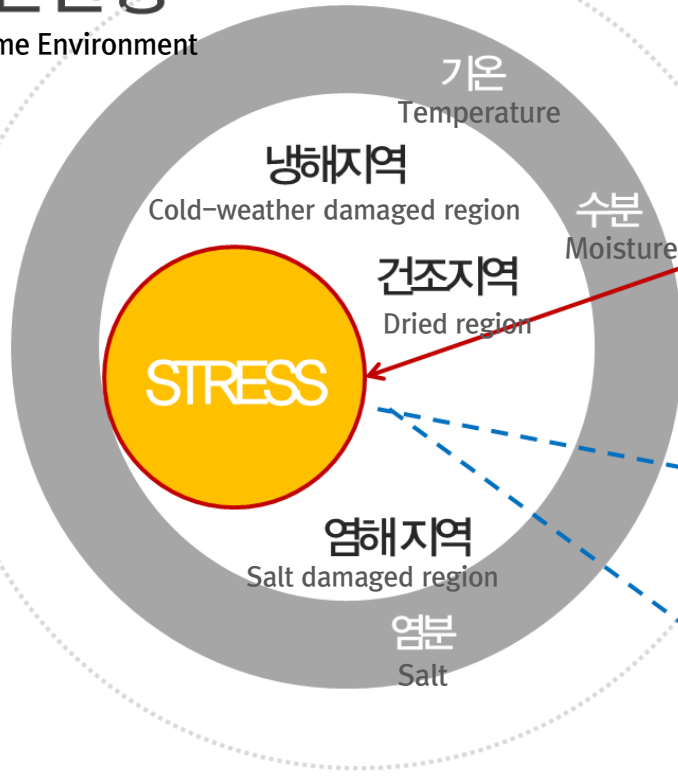 Environment
기온
Temperature
냉해지역
Cold-weather damaged region
수분
Moisture
건조지역
Dried region
STRESS
염해 지역
Salt damaged region
염분
Salt